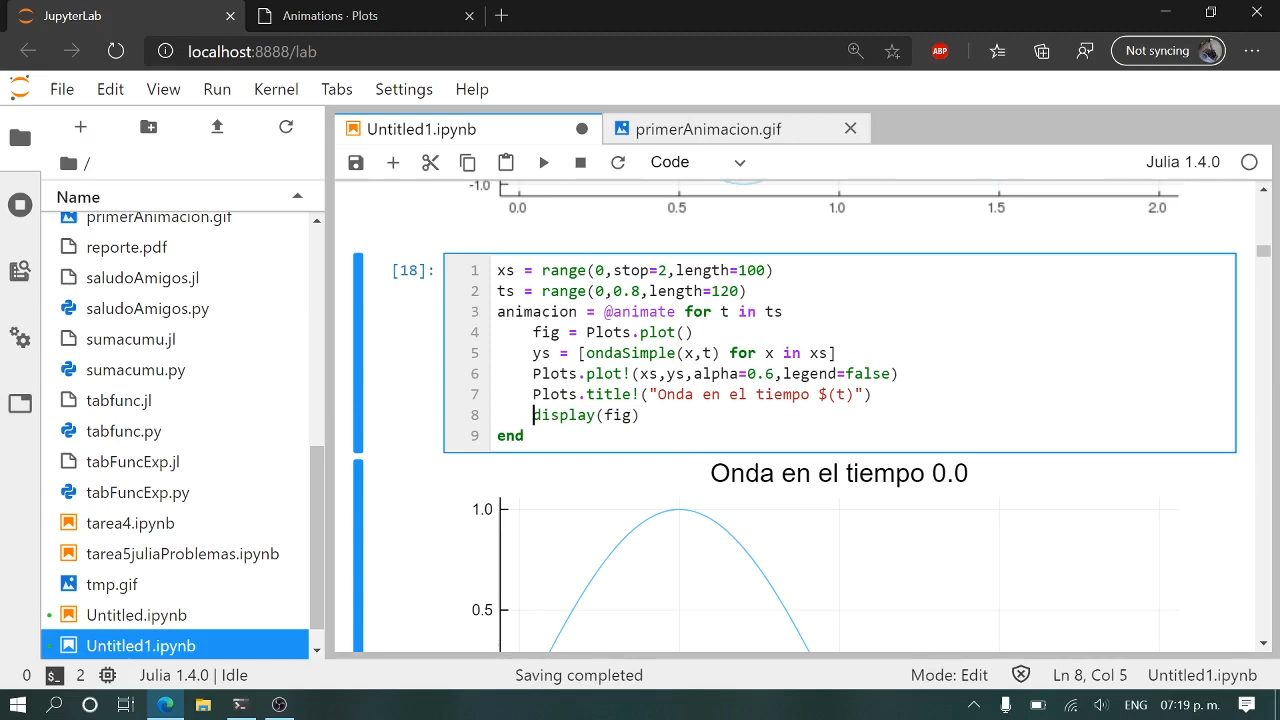 JupyterLab
Animations · Plots
localhost:8888/lab
ABP
Not syncing
File Edit View Run Kernel Tabs Settings Help
Untitled1.ipynb
primerAnimacion.gif
/
Code
Julia 1.4.0
Name
primerAnimacion.gif
reporte.pdf
saludoAmigos.jl
saludoAmigos.py
sumacumu.jl
sumacumu.py
tabfunc.jl
tabfunc.py
tabFuncExp.jl
tabFuncExp.py
tarea4.ipynb
tarea5juliaProblemas.ipynb
tmp.gif
Untitled.ipynb
Untitled1.ipynb
-1.0
0.0 0.5 1.0 1.5 2.0
[18]:
1 xs = range(0,stop=2,length=100)
2 ts = range(0,0.8,length=120)
3 animacion = @animate for t in ts
4 fig = Plots.plot()
5 ys = [ondaSimple(x,t) for x in xs]
6 Plots.plot!(xs,ys,alpha=0.6,legend=false)
7 Plots.title!("Onda en el tiempo $(t)")
8 display(fig)
9 end
Onda en el tiempo 0.0
1.0
0.5
0 $_ 2 Julia 1.4.0 | Idle Saving completed Mode: Edit Ln 8, Col 5 Untitled1.ipynb
ENG 07:19 p. m.